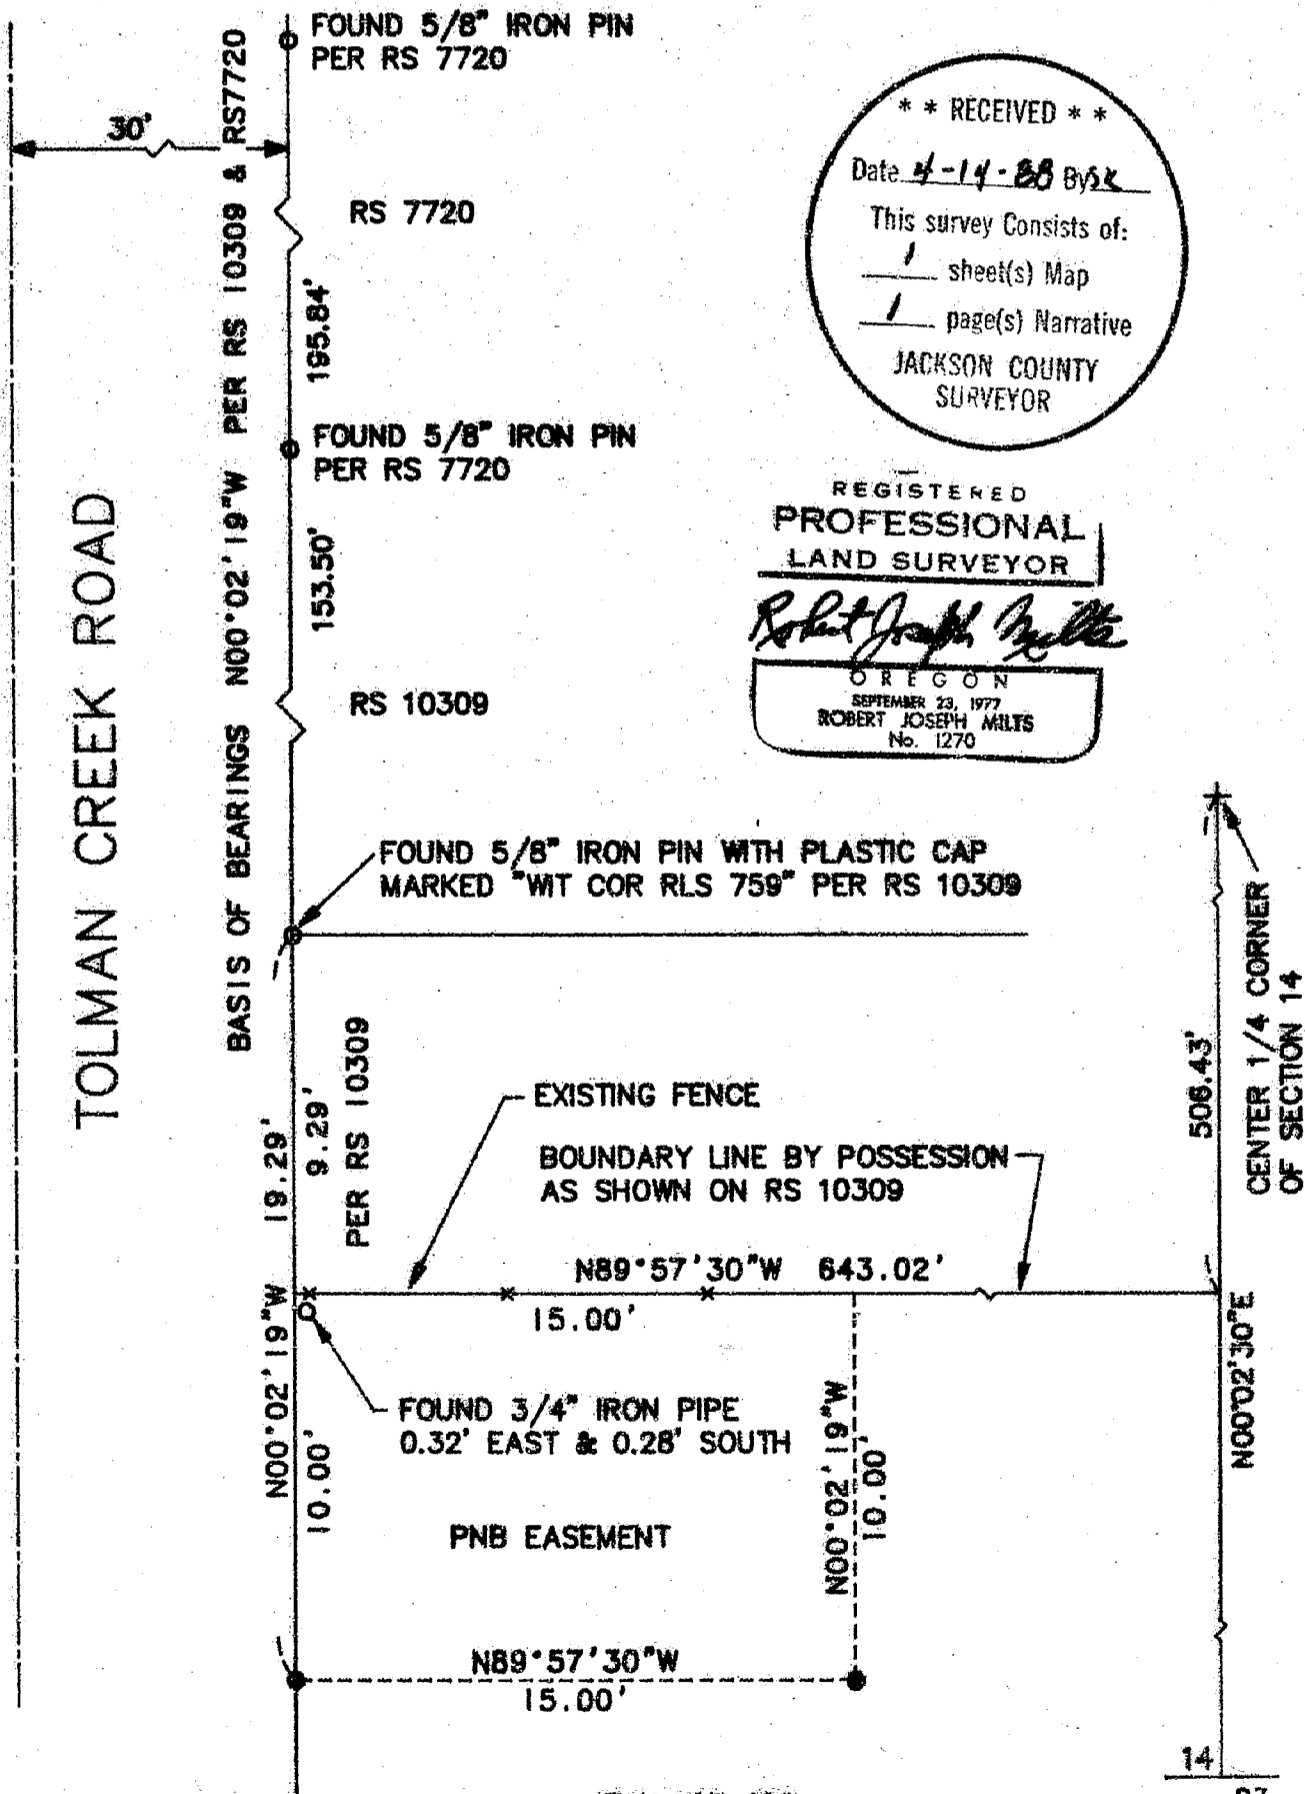 FOUND 5/8" IRON PIN
PER RS 7720
30'
RS 7720
195.84'
BASIS OF BEARINGS N00°02'19"W PER RS 10309 & RS7720
* * RECEIVED * *
Date 4-14-88 By SK
This survey Consists of:
1 sheet(s) Map
1 page(s) Narrative
JACKSON COUNTY
SURVEYOR
FOUND 5/8" IRON PIN
PER RS 7720
REGISTERED
PROFESSIONAL
LAND SURVEYOR
Robert Joseph Milts
OREGON
SEPTEMBER 23, 1977
ROBERT JOSEPH MILTS
No. 1270
TOLMAN CREEK ROAD
153.50'
RS 10309
FOUND 5/8" IRON PIN WITH PLASTIC CAP
MARKED "WIT COR RLS 759" PER RS 10309
CENTER 1/4 CORNER
OF SECTION 14
506.43'
N00°02'19"W 19.29'
9.29'
PER RS 10309
EXISTING FENCE
BOUNDARY LINE BY POSSESSION
AS SHOWN ON RS 10309
N89°57'30"W 643.02'
15.00'
N00°02'30"E
FOUND 3/4" IRON PIPE
0.32' EAST & 0.28' SOUTH
10.00'
N00°02'19"W
10.00'
PNB EASEMENT
N89°57'30"W
15.00'
14